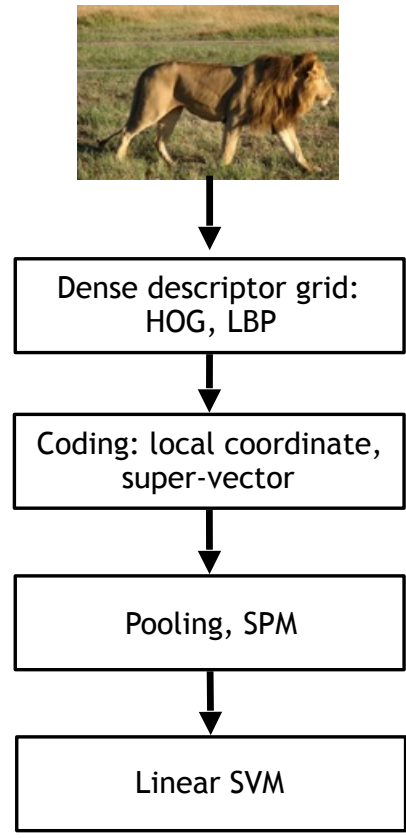 Dense descriptor grid:
HOG, LBP
Coding: local coordinate,
super-vector
Pooling, SPM
Linear SVM